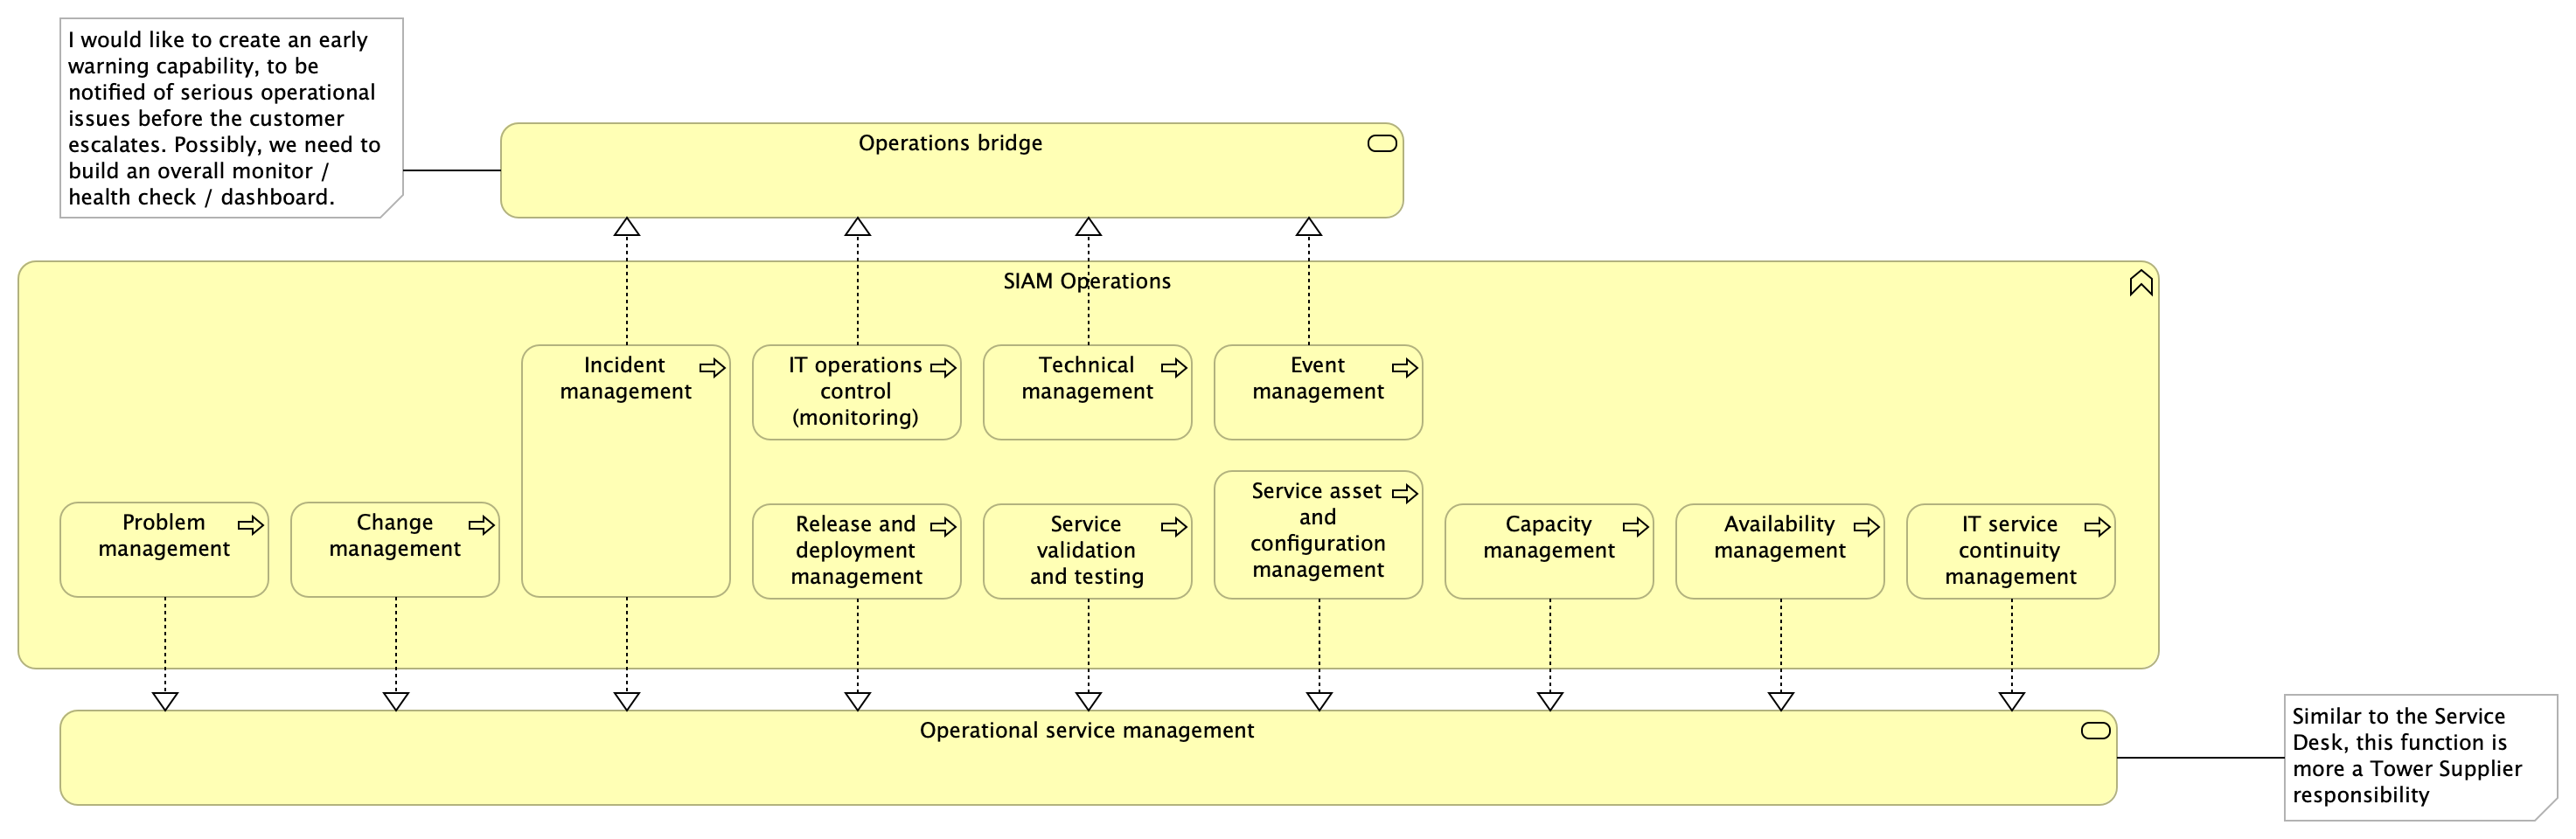 I would like to create an early
warning capability, to be
notified of serious operational
issues before the customer
escalates. Possibly, we need to
build an overall monitor /
health check / dashboard.
Operations bridge
SIAM Operations
Incident
management
IT operations
control
(monitoring)
Technical
management
Event
management
Problem
management
Change
management
Release and
deployment
management
Service
validation
and testing
Service asset
and
configuration
management
Capacity
management
Availability
management
IT service
continuity
management
Operational service management
Similar to the Service
Desk, this function is
more a Tower Supplier
responsibility